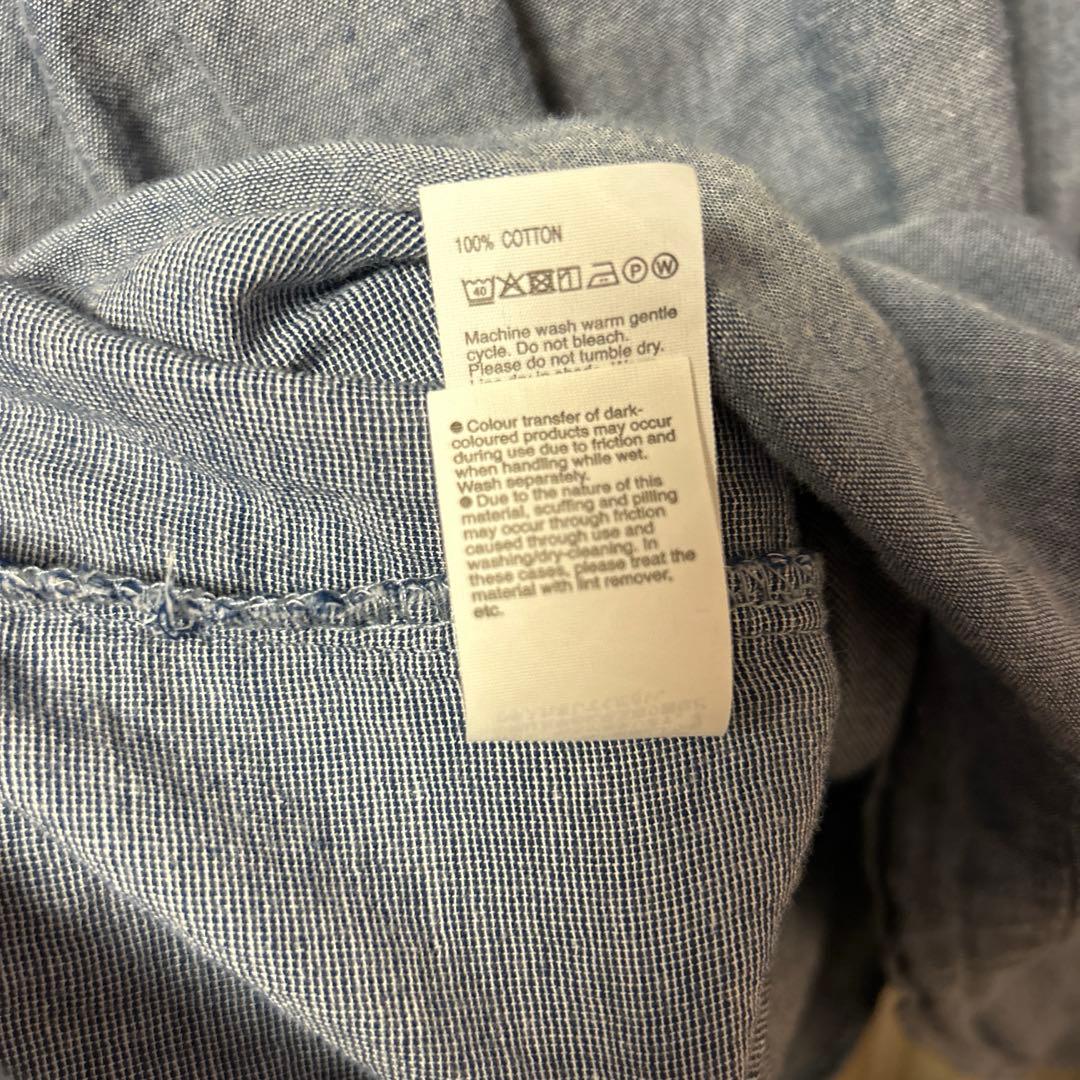 100% COTTON
40 P W
Machine wash warm gentle
cycle. Do not bleach.
Please do not tumble dry.
● Colour transfer of dark-
coloured products may occur
during use due to friction and
when handling while wet.
Wash separately.
● Due to the nature of this
material, scuffing and pilling
may occur through friction
caused through use and
washing/dry-cleaning. In
these cases, please treat the
material with lint remover,
etc.